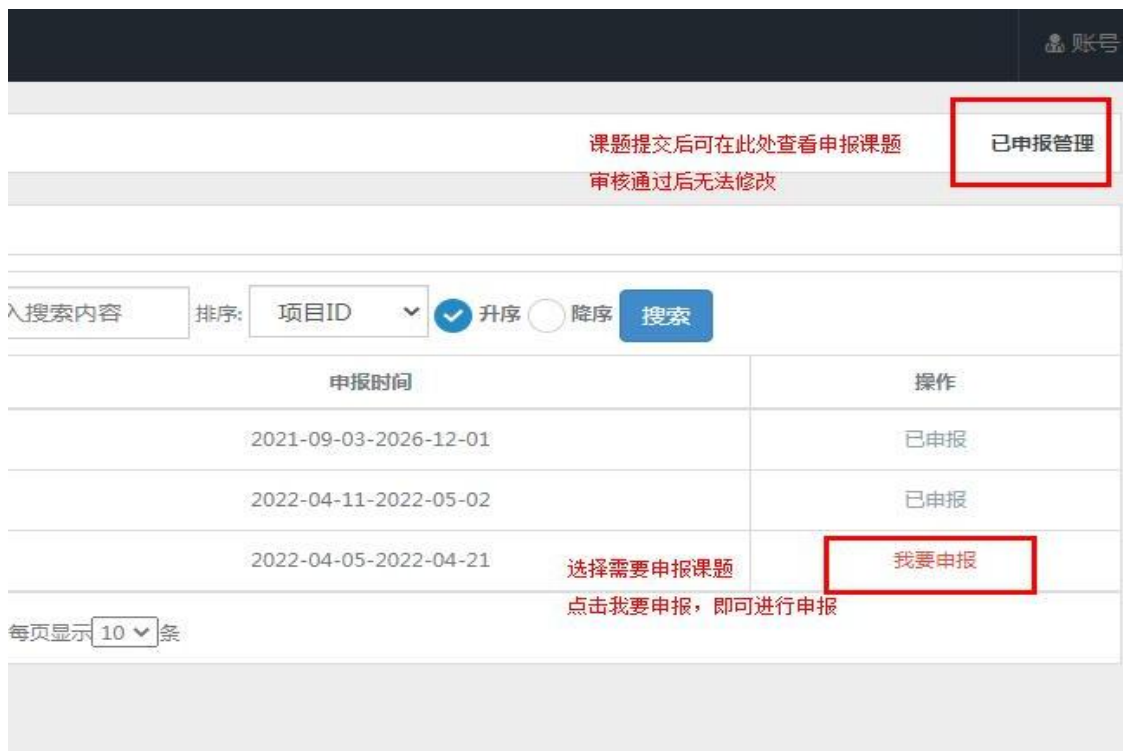 账号
课题提交后可在此处查看申报课题
已申报管理
审核通过后无法修改
入搜索内容 排序: 项目ID 升序 降序 搜索
申报时间 操作
2021-09-03-2026-12-01 已申报
2022-04-11-2022-05-02 已申报
2022-04-05-2022-04-21 我要申报
选择需要申报课题
点击我要申报，即可进行申报
每页显示 10 条